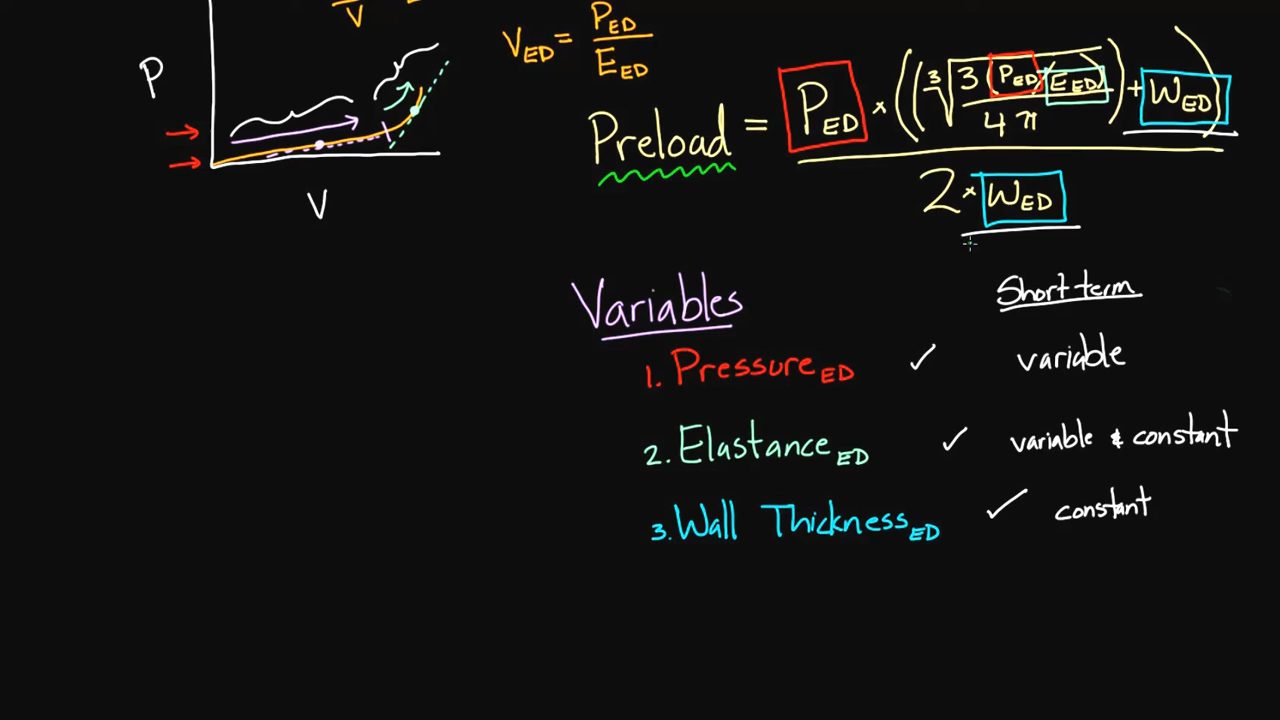 V
P
V
V_ED = P_ED / E_ED
Preload = P_ED × ((∛(3 (P_ED / E_ED) / 4π) + W_ED) / 2 × W_ED
Variables
Short term
1. Pressure_ED ✓ variable
2. Elastance_ED ✓ variable & constant
3. Wall Thickness_ED ✓ constant